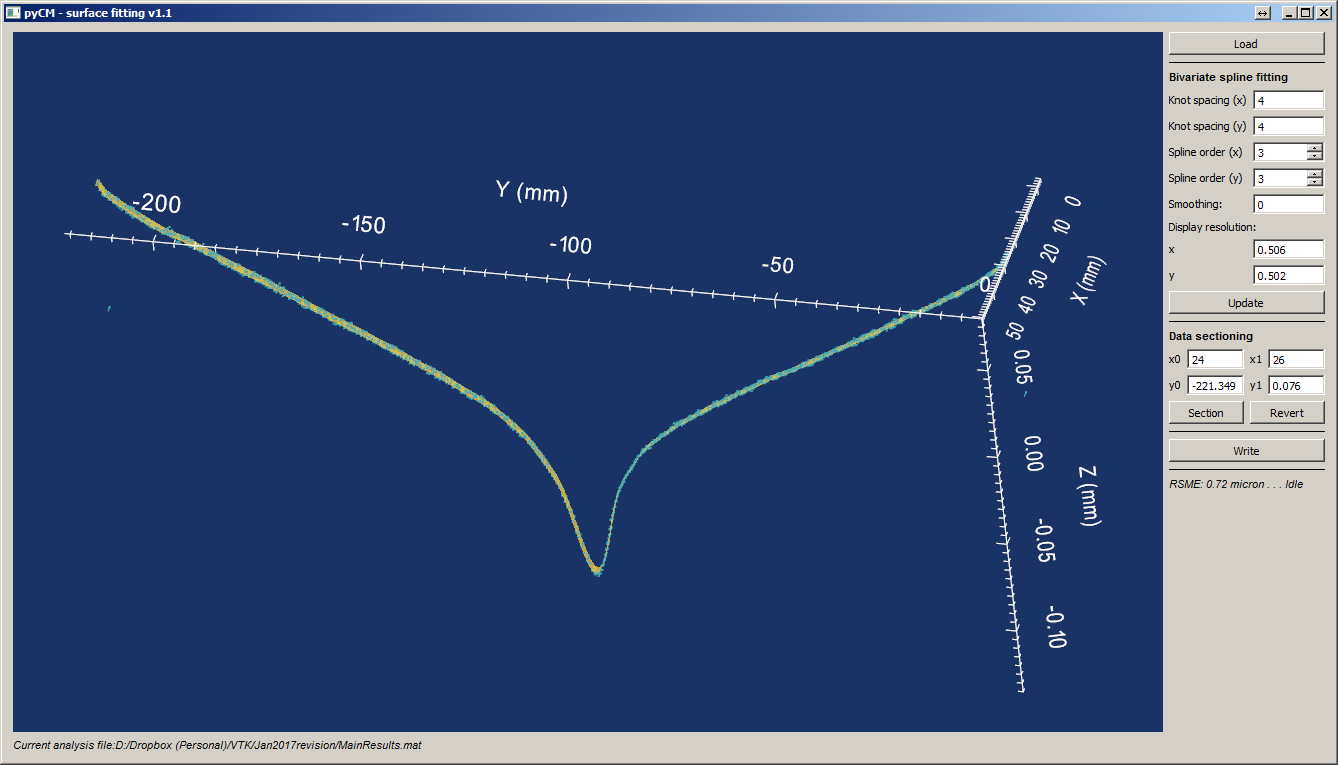 pyCM - surface fitting v1.1
Load
Bivariate spline fitting
Knot spacing (x) 4
Knot spacing (y) 4
Spline order (x) 3
Spline order (y) 3
Smoothing: 0
Display resolution:
x 0.506
y 0.502
Update
Data sectioning
x0 24 x1 26
y0 -221.349 y1 0.076
Section Revert
Write
RSME: 0.72 micron . . . Idle
Y (mm)
-200
-150
-100
-50
0
X (mm)
0
10
20
30
40
50
Z (mm)
0.05
0.00
-0.05
-0.10
Current analysis file:D:/Dropbox (Personal)/VTK/Jan2017revision/MainResults.mat